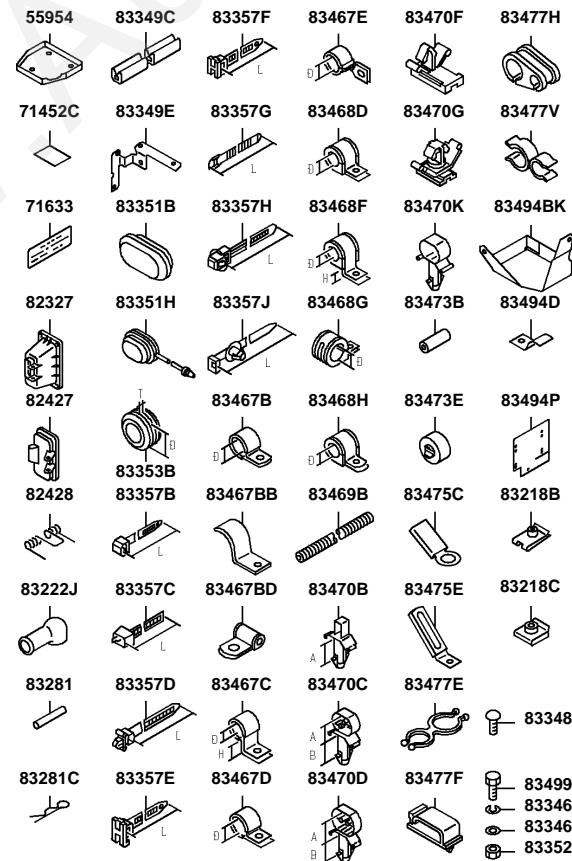 55954 83349C 83357F 83467E 83470F 83477H
L D
71452C 83349E 83357G 83468D 83470G 83477V
L D
71633 83351B 83357H 83468F 83470K 83494BK
L D H
82327 83351H 83357J 83468G 83473B 83494D
L D
82427 83467B 83468H 83473E 83494P
T D D D
83353B
82428 83357B 83467BB 83469B 83475C 83218B
L
83222J 83357C 83467BD 83470B 83475E 83218C
L A
83281 83357D 83467C 83470C 83477E
L D H A B
83348
83281C 83357E 83467D 83470D 83477F
L D A B
83499
83346
83346
83352